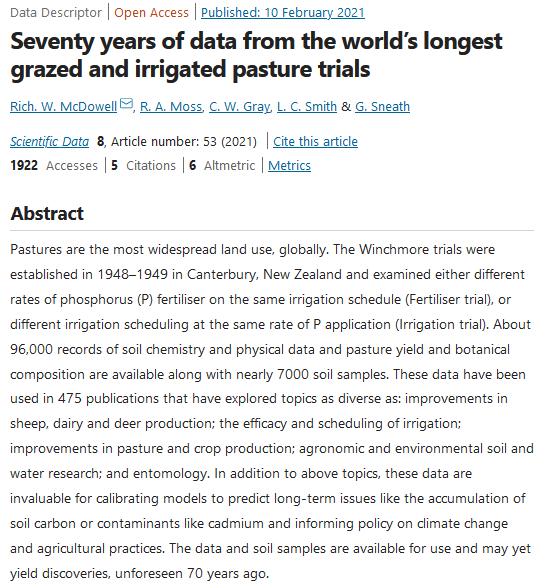 Data Descriptor | Open Access | Published: 10 February 2021
Seventy years of data from the world’s longest
grazed and irrigated pasture trials
Rich. W. McDowell, R. A. Moss, C. W. Gray, L. C. Smith & G. Sneath
Scientific Data 8, Article number: 53 (2021) | Cite this article
1922 Accesses | 5 Citations | 6 Altmetric | Metrics
Abstract
Pastures are the most widespread land use, globally. The Winchmore trials were
established in 1948–1949 in Canterbury, New Zealand and examined either different
rates of phosphorus (P) fertiliser on the same irrigation schedule (Fertiliser trial), or
different irrigation scheduling at the same rate of P application (Irrigation trial). About
96,000 records of soil chemistry and physical data and pasture yield and botanical
composition are available along with nearly 7000 soil samples. These data have been
used in 475 publications that have explored topics as diverse as: improvements in
sheep, dairy and deer production; the efficacy and scheduling of irrigation;
improvements in pasture and crop production; agronomic and environmental soil and
water research; and entomology. In addition to above topics, these data are
invaluable for calibrating models to predict long-term issues like the accumulation of
soil carbon or contaminants like cadmium and informing policy on climate change
and agricultural practices. The data and soil samples are available for use and may yet
yield discoveries, unforeseen 70 years ago.